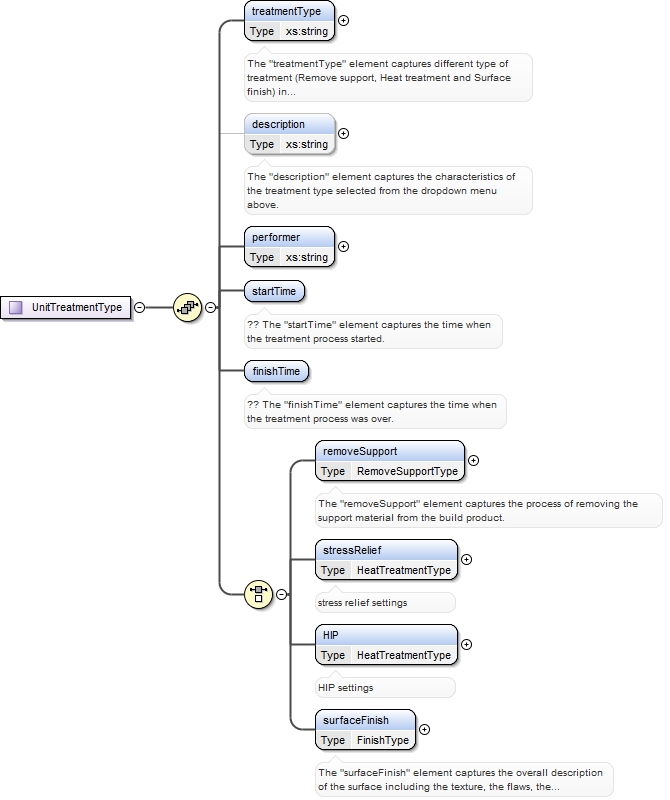 treatmentType
Type xs:string
The "treatmentType" element captures different type of
treatment (Remove support, Heat treatment and Surface
finish) in...
description
Type xs:string
The "description" element captures the characteristics of
the treatment type selected from the dropdown menu
above.
performer
Type xs:string
UnitTreatmentType
startTime
?? The "startTime" element captures the time when
the treatment process started.
finishTime
?? The "finishTime" element captures the time when
the treatment process was over.
removeSupport
Type RemoveSupportType
The "removeSupport" element captures the process of removing the
support material from the build product.
stressRelief
Type HeatTreatmentType
stress relief settings
HIP
Type HeatTreatmentType
HIP settings
surfaceFinish
Type FinishType
The "surfaceFinish" element captures the overall description
of the surface including the texture, the flaws, the...